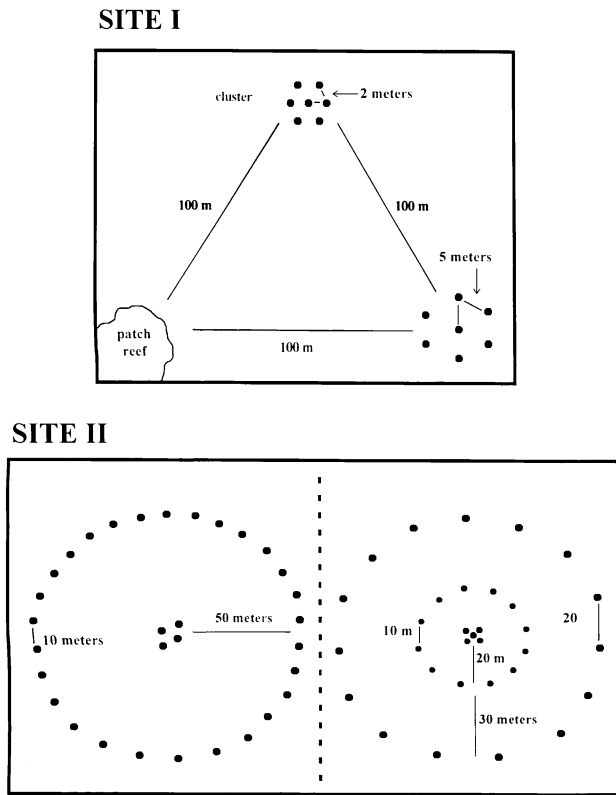 SITE I
cluster
2 meters
100 m
100 m
5 meters
patch
reef
100 m
SITE II
50 meters
10 meters
10 m
20
20 m
30 meters